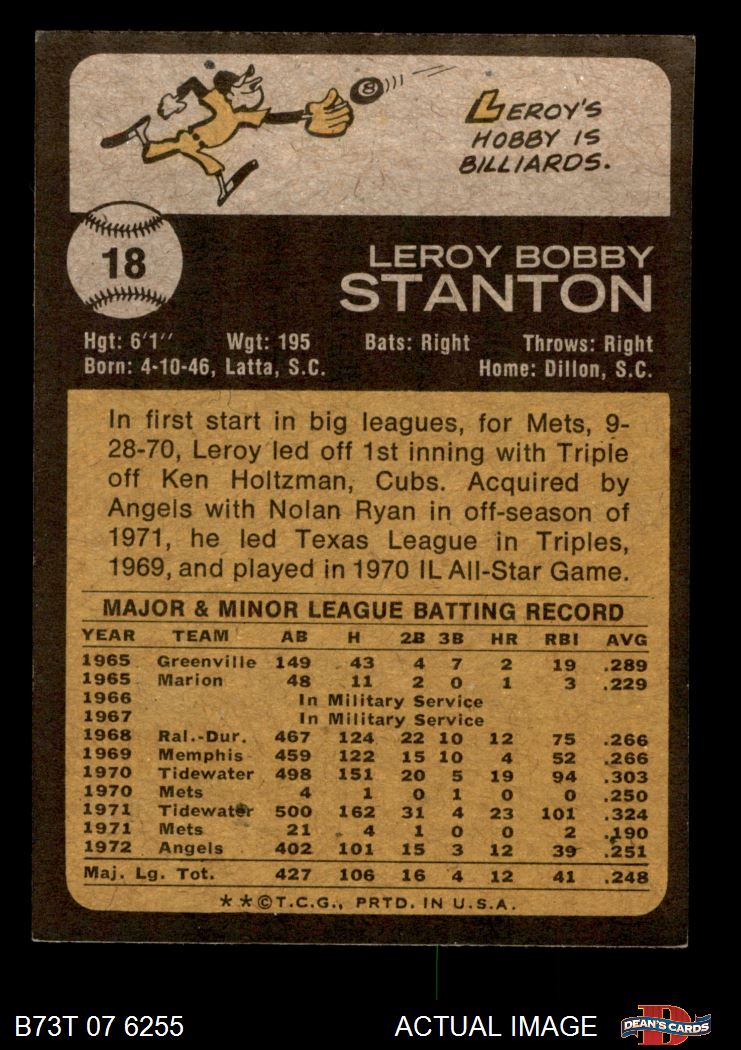 8
LEROY'S
HOBBY IS
BILLIARDS.
18
LEROY BOBBY
STANTON
Hgt: 6'1" Wgt: 195 Bats: Right Throws: Right
Born: 4-10-46, Latta, S.C. Home: Dillon, S.C.
In first start in big leagues, for Mets, 9-
28-70, Leroy led off 1st inning with Triple
off Ken Holtzman, Cubs. Acquired by
Angels with Nolan Ryan in off-season of
1971, he led Texas League in Triples,
1969, and played in 1970 IL All-Star Game.
MAJOR & MINOR LEAGUE BATTING RECORD
YEAR TEAM AB H 2B 3B HR RBI AVG
1965 Greenville 149 43 4 7 2 19 .289
1965 Marion 48 11 2 0 1 3 .229
1966 In Military Service
1967 In Military Service
1968 Ral.-Dur. 467 124 22 10 12 75 .266
1969 Memphis 459 122 15 10 4 52 .266
1970 Tidewater 498 151 20 5 19 94 .303
1970 Mets 4 1 0 1 0 0 .250
1971 Tidewater 500 162 31 4 23 101 .324
1971 Mets 21 4 1 0 0 2 .190
1972 Angels 402 101 15 3 12 39 .251
Maj. Lg. Tot. 427 106 16 4 12 41 .248
**©T.C.G., PRTD. IN U.S.A.
B73T 07 6255 ACTUAL IMAGE D DEAN'S CARDS